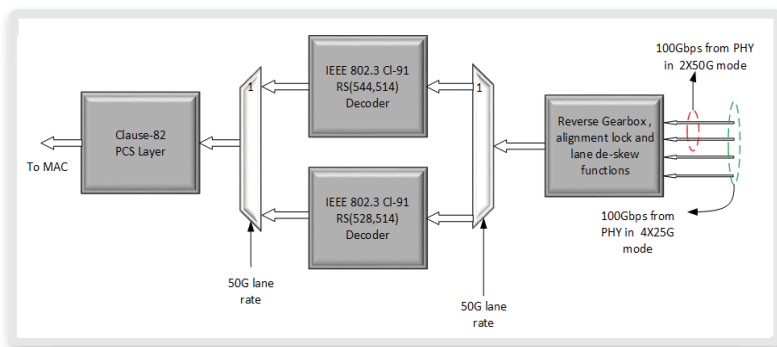 100Gbps from PHY
in 2X50G mode
IEEE 802.3 Cl-91
RS(544,514)
Decoder
1
1
Clause-82
PCS Layer
Reverse Gearbox ,
alignment lock and
lane de-skew
functions
To MAC
IEEE 802.3 Cl-91
RS(528,514)
Decoder
100Gbps from
PHY in 4X25G
mode
50G lane
rate
50G lane
rate